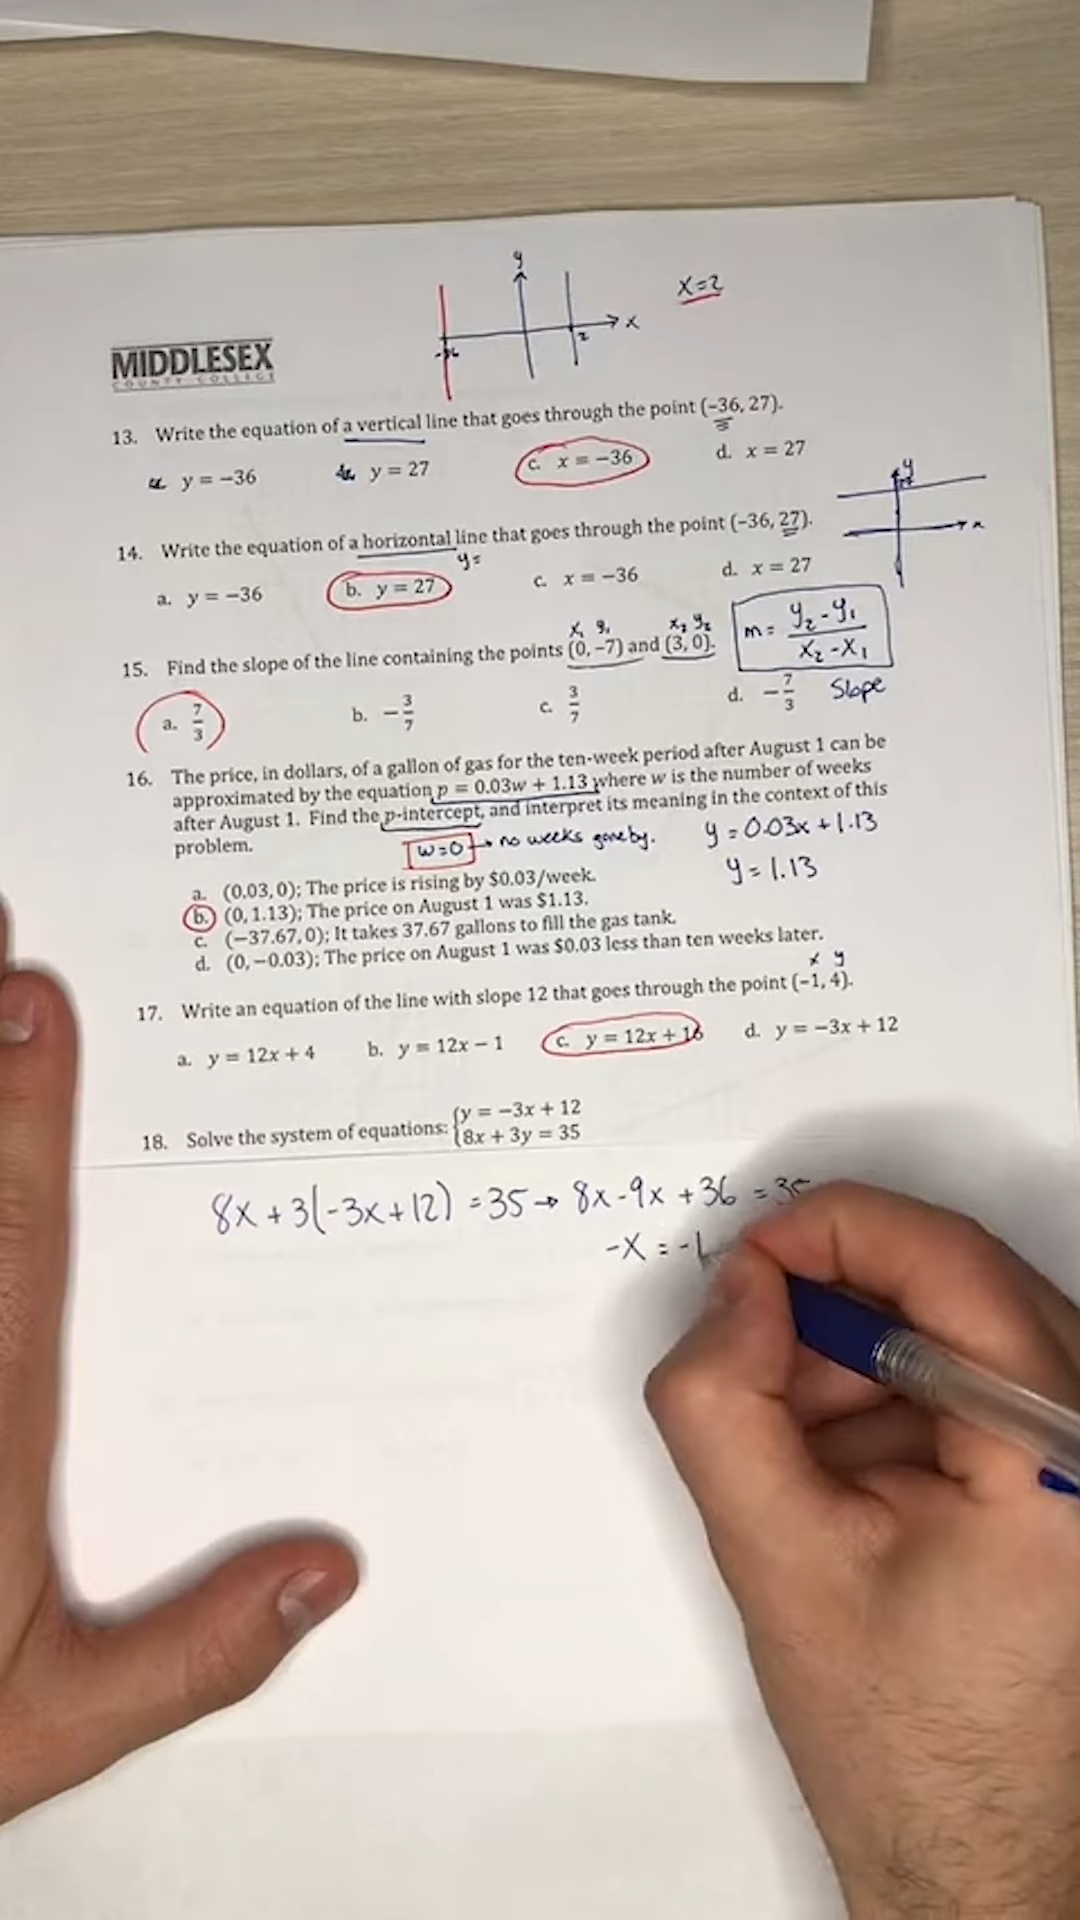 y
x=2
x
-36
2
MIDDLESEX
COUNTY COLLEGE
13. Write the equation of a vertical line that goes through the point (−36, 27).
y = −36 y = 27 c. x = −36 d. x = 27
y
27
x
14. Write the equation of a horizontal line that goes through the point (−36, 27).
y=
a. y = −36 b. y = 27 c. x = −36 d. x = 27
x₁ y₁ x₂ y₂
m = (y₂-y₁)/(x₂-x₁)
15. Find the slope of the line containing the points (0, −7) and (3, 0).
a. 7/3 b. −3/7 c. 3/7 d. −7/3 Slope
16. The price, in dollars, of a gallon of gas for the ten-week period after August 1 can be
approximated by the equation p = 0.03w + 1.13 where w is the number of weeks
after August 1. Find the p-intercept, and interpret its meaning in the context of this
problem.
w=0 → no weeks gone by. y = 0.03x + 1.13
y = 1.13
a. (0.03, 0); The price is rising by $0.03/week.
b. (0, 1.13); The price on August 1 was $1.13.
c. (−37.67, 0); It takes 37.67 gallons to fill the gas tank.
d. (0, −0.03); The price on August 1 was $0.03 less than ten weeks later.
x y
17. Write an equation of the line with slope 12 that goes through the point (−1, 4).
a. y = 12x + 4 b. y = 12x − 1 c. y = 12x + 16 d. y = −3x + 12
18. Solve the system of equations: {y = −3x + 12
8x + 3y = 35
8x + 3(-3x+12) = 35 → 8x - 9x + 36 = 35
-x = -1